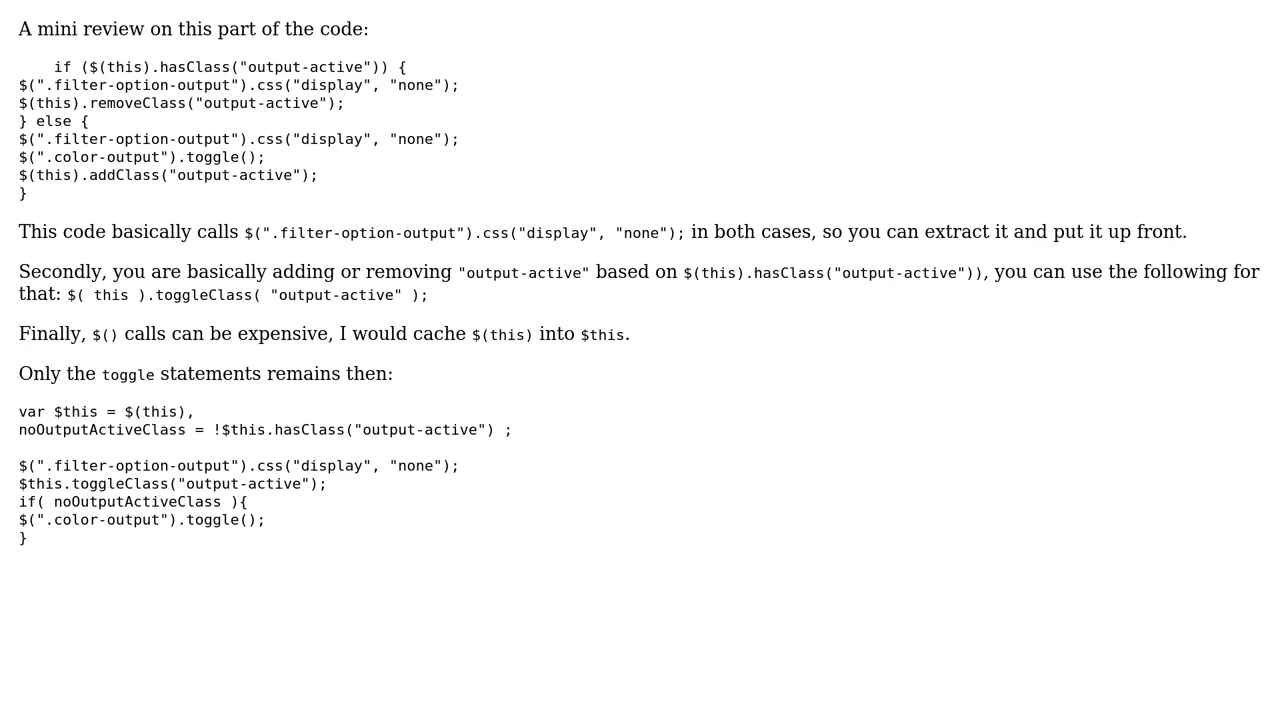 A mini review on this part of the code:
if ($(this).hasClass("output-active")) {
$(".filter-option-output").css("display", "none");
$(this).removeClass("output-active");
} else {
$(".filter-option-output").css("display", "none");
$(".color-output").toggle();
$(this).addClass("output-active");
}
This code basically calls $(".filter-option-output").css("display", "none"); in both cases, so you can extract it and put it up front.
Secondly, you are basically adding or removing "output-active" based on $(this).hasClass("output-active")), you can use the following for
that: $( this ).toggleClass( "output-active" );
Finally, $() calls can be expensive, I would cache $(this) into $this.
Only the toggle statements remains then:
var $this = $(this),
noOutputActiveClass = !$this.hasClass("output-active") ;
$(".filter-option-output").css("display", "none");
$this.toggleClass("output-active");
if( noOutputActiveClass ){
$(".color-output").toggle();
}